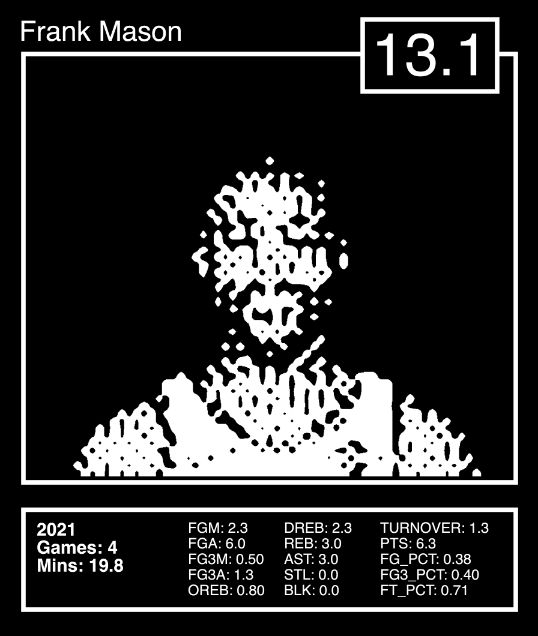 Frank Mason
13.1
2021
Games: 4
Mins: 19.8
FGM: 2.3
FGA: 6.0
FG3M: 0.50
FG3A: 1.3
OREB: 0.80
DREB: 2.3
REB: 3.0
AST: 3.0
STL: 0.0
BLK: 0.0
TURNOVER: 1.3
PTS: 6.3
FG_PCT: 0.38
FG3_PCT: 0.40
FT_PCT: 0.71